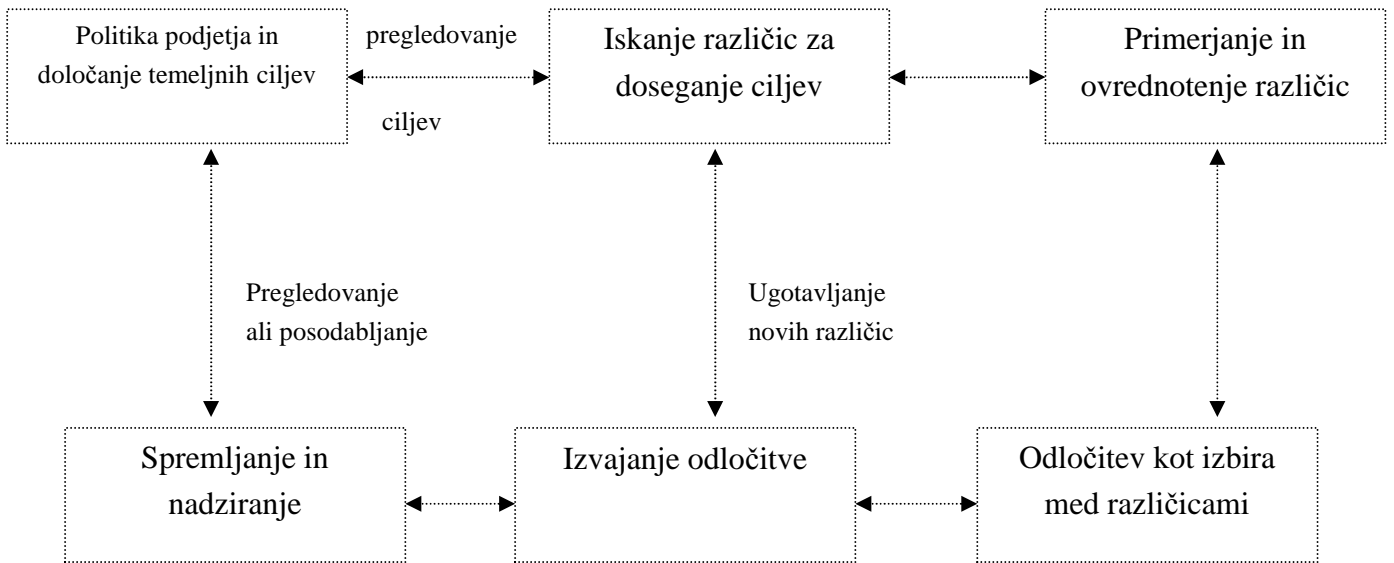 Politika podjetja in
določanje temeljnih ciljev
pregledovanje
ciljev
Iskanje različic za
doseganje ciljev
Primerjanje in
ovrednotenje različic
Pregledovanje
ali posodabljanje
Ugotavljanje
novih različic
Spremljanje in
nadziranje
Izvajanje odločitve
Odločitev kot izbira
med različicami